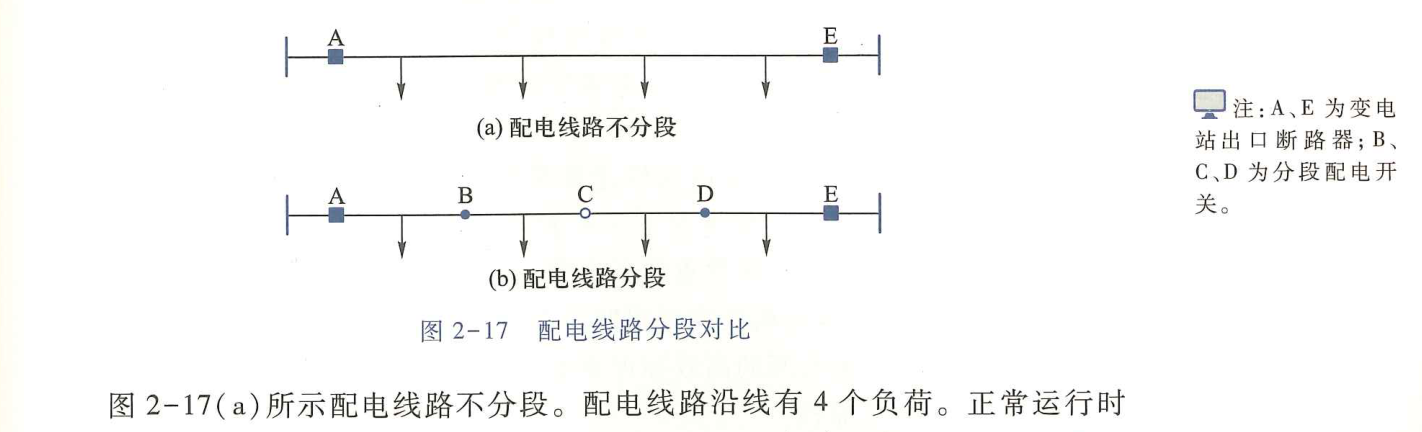 A E
(a) 配电线路不分段
A B C D E
(b) 配电线路分段
图 2-17 配电线路分段对比
注:A、E 为变电
站出口断路器;B、
C、D 为分段配电开
关。
图 2-17(a)所示配电线路不分段。配电线路沿线有 4 个负荷。正常运行时